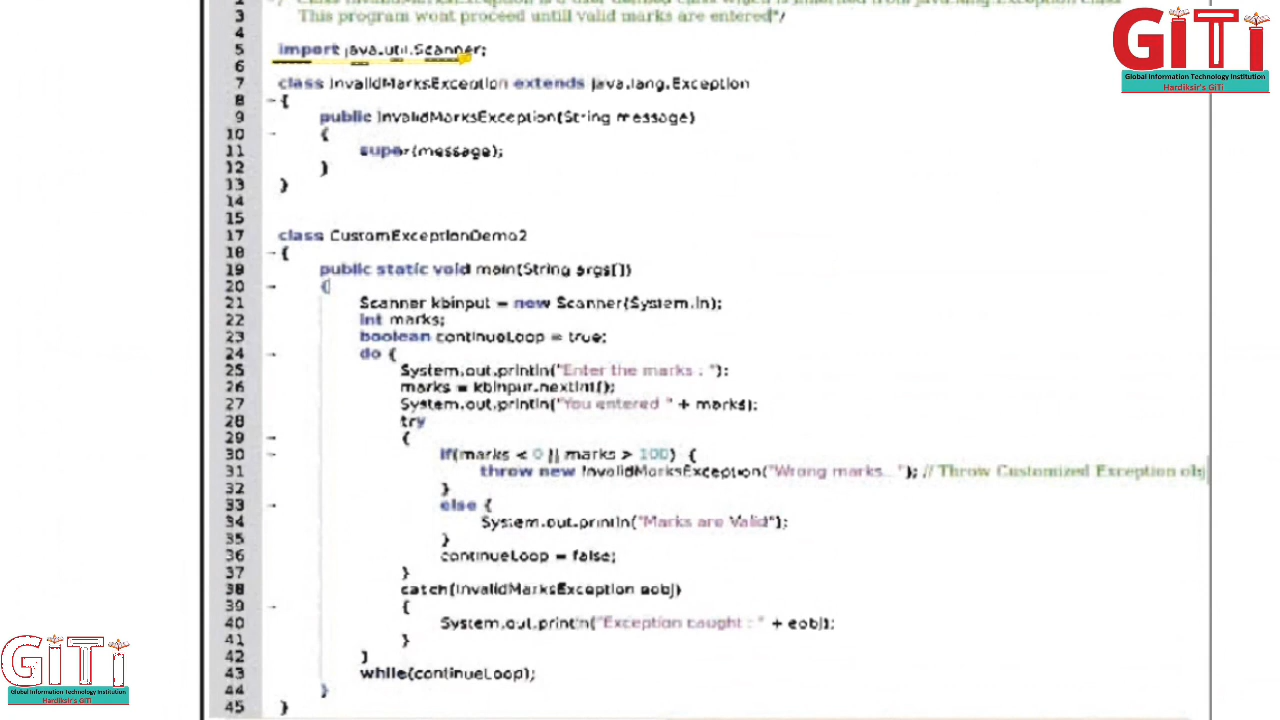 This program wont proceed untill valid marks are entered*/
3
4
5 import java.util.Scanner;
6
7 class InvalidMarksException extends java.lang.Exception
8 {
9 public InvalidMarksException(String message)
10 {
11 super(message);
12 }
13 }
14
15
17 class CustomExceptionDemo2
18 {
19 public static void main(String args[])
20 {
21 Scanner kbinput = new Scanner(System.in);
22 int marks;
23 boolean continueLoop = true;
24 do {
25 System.out.println("Enter the marks : ");
26 marks = kbinput.nextInt();
27 System.out.println("You entered " + marks);
28 try
29 {
30 if(marks < 0 || marks > 100) {
31 throw new InvalidMarksException("Wrong marks.. "); // Throw Customized Exception obj
32 }
33 else {
34 System.out.println("Marks are Valid");
35 }
36 continueLoop = false;
37 }
38 catch(InvalidMarksException eobj)
39 {
40 System.out.println("Exception caught : " + eobj);
41 }
42 }
43 while(continueLoop);
44 }
45 }
GiTi
Global Information Technology Institution
Hardiksir's GiTi
GiTi
Global Information Technology Institution
Hardiksir's GiTi